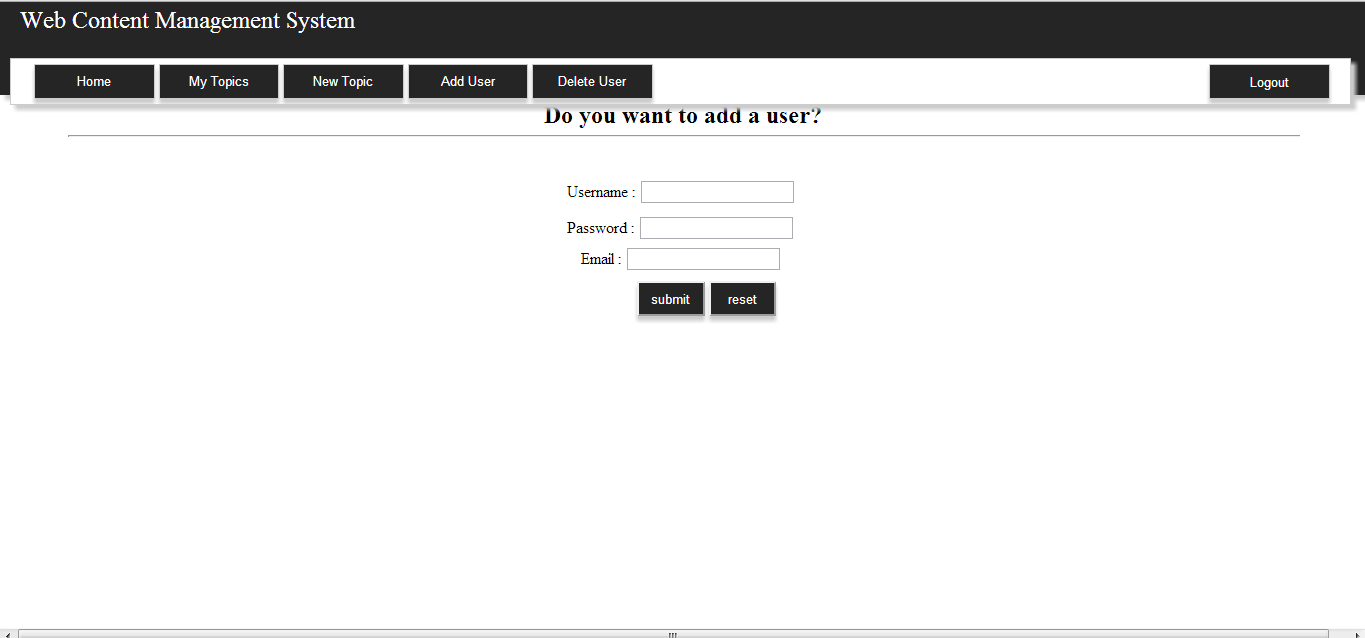 Web Content Management System
Home My Topics New Topic Add User Delete User Logout
Do you want to add a user?
Username :
Password :
Email :
submit reset